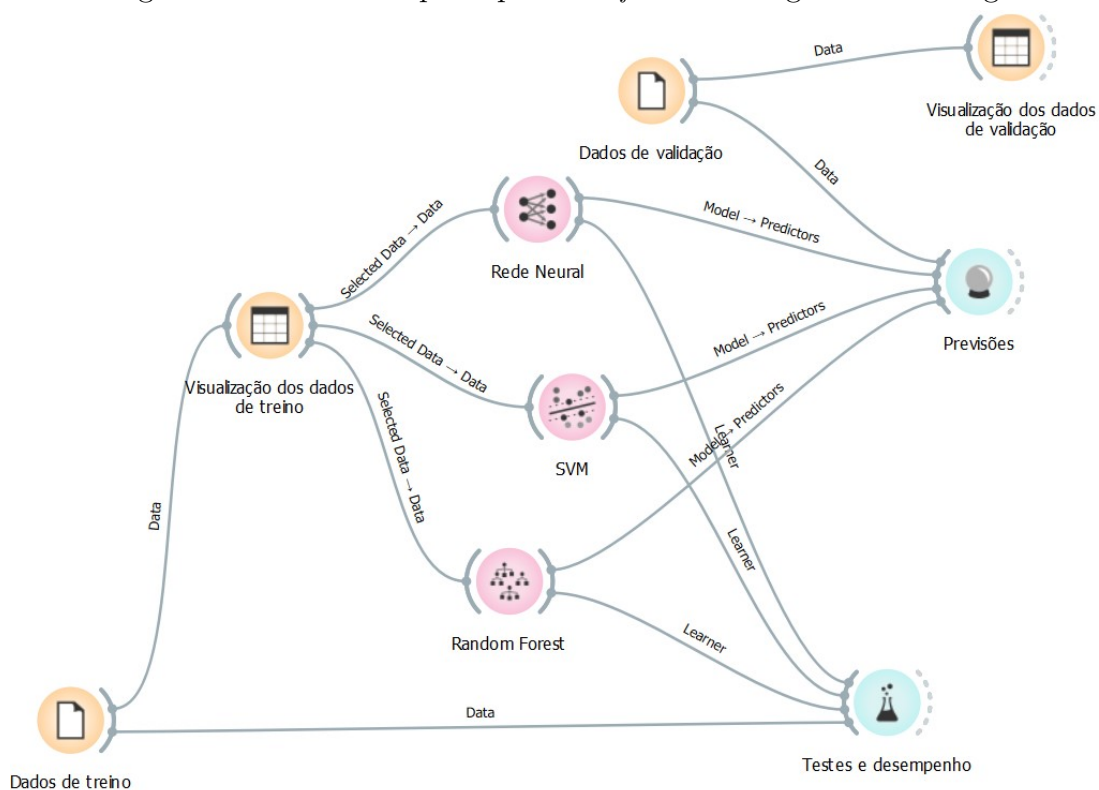 Data
Visualização dos dados
de validação
Dados de validação
Data
Selected Data → Data
Model → Predictors
Rede Neural
Selected Data → Data
Model → Predictors
Previsões
Visualização dos dados
de treino
Selected Data → Data
SVM
Model → Predictors
Learner
Data
Learner
Random Forest
Learner
Data
Dados de treino
Testes e desempenho